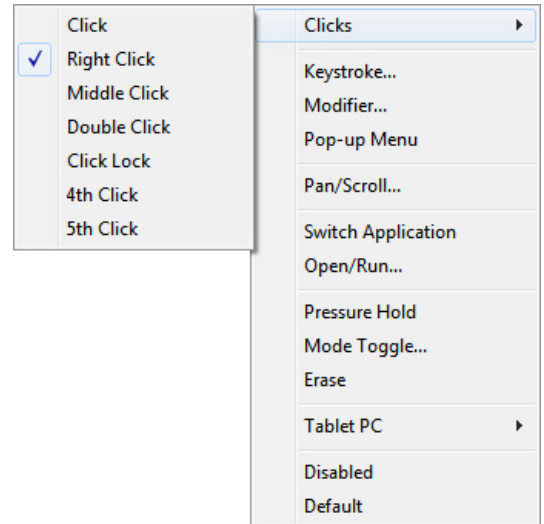 Click
Right Click
Middle Click
Double Click
Click Lock
4th Click
5th Click
Clicks
Keystroke...
Modifier...
Pop-up Menu
Pan/Scroll...
Switch Application
Open/Run...
Pressure Hold
Mode Toggle...
Erase
Tablet PC
Disabled
Default